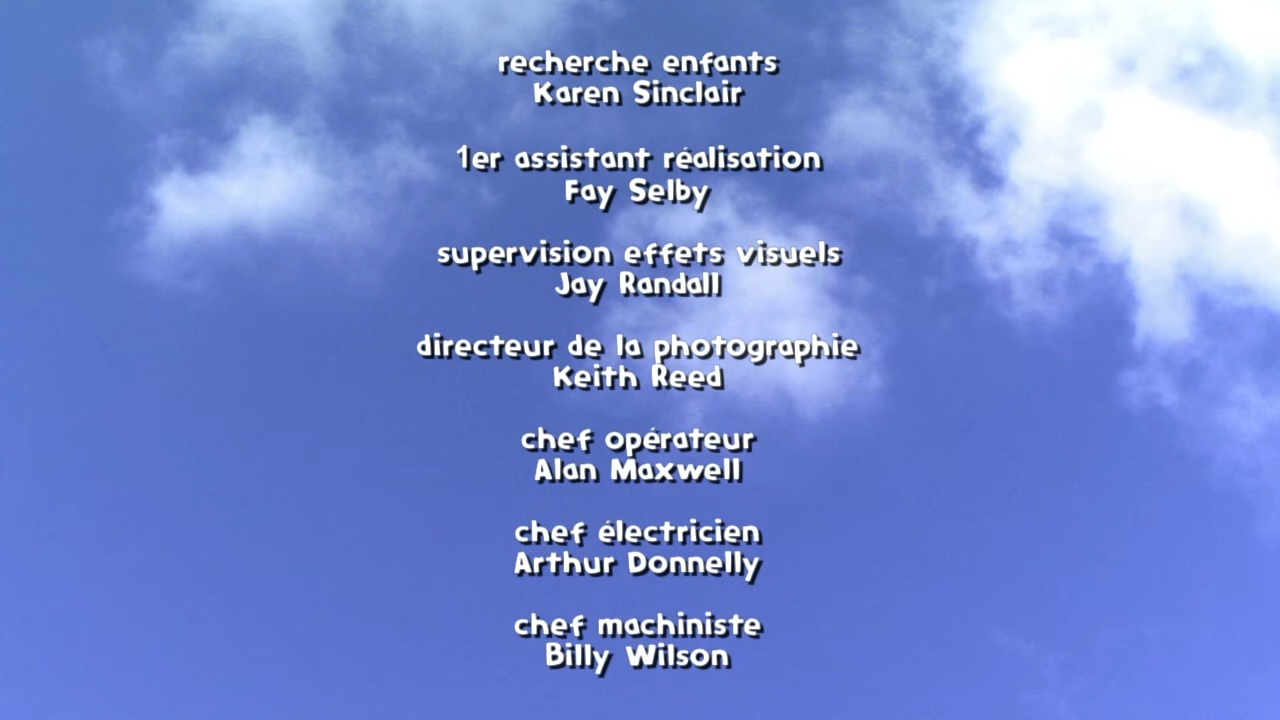 recherche enfants
Karen Sinclair
1er assistant réalisation
Fay Selby
supervision effets visuels
Jay Randall
directeur de la photographie
Keith Reed
chef opérateur
Alan Maxwell
chef électricien
Arthur Donnelly
chef machiniste
Billy Wilson